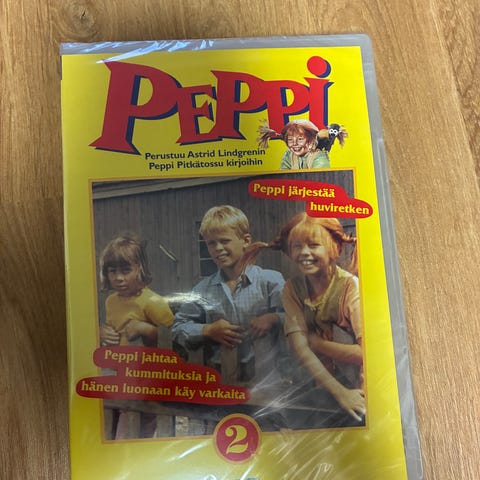 PEPPI
Perustuu Astrid Lindgrenin
Peppi Pitkätossu kirjoihin
Peppi järjestää
huviretken
Peppi jahtaa
kummituksia ja
hänen luonaan käy varkaita
2